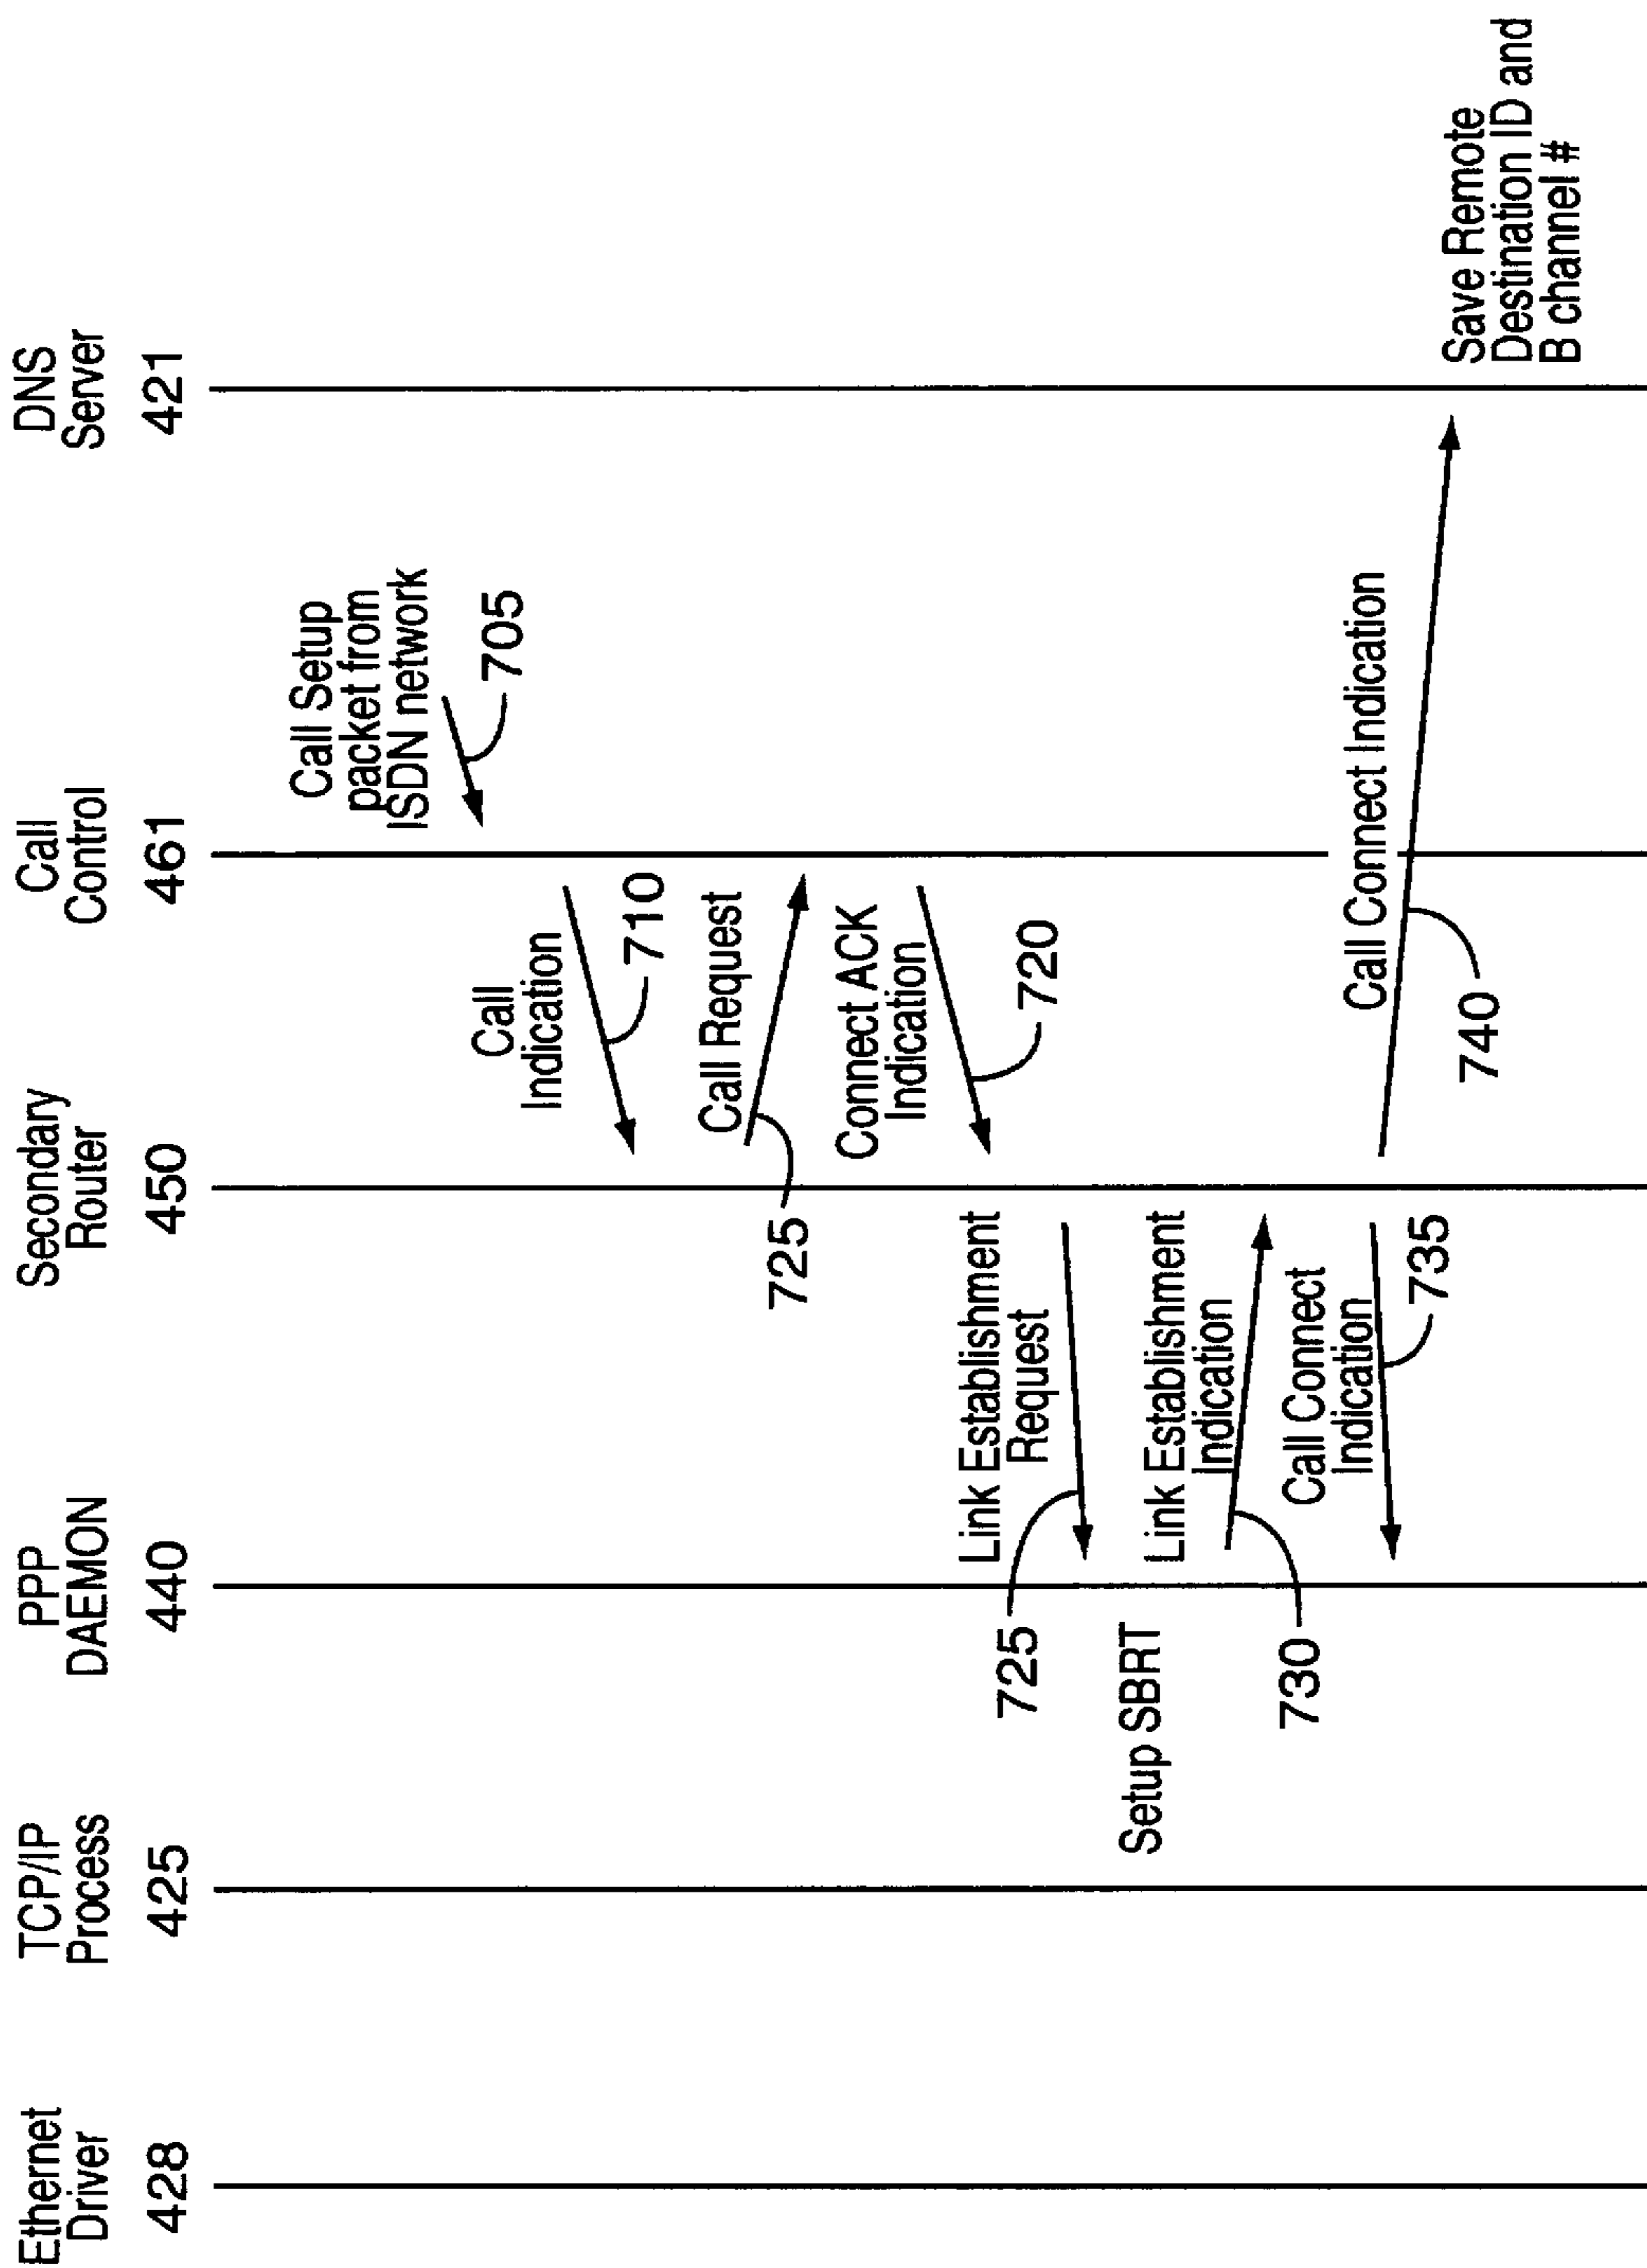 Ethernet
Driver
428
TCP/IP
Process
425
PPP
DAEMON
440
Secondary
Router
450
Call
Control
461
DNS
Server
421
Call Setup
packet from
ISDN network
705
Call
Indication
710
Call Request
725
Connect ACK
Indication
720
Link Establishment
Request
725
Setup SBRT
Link Establishment
Indication
730
Call Connect
Indication
735
Call Connect Indication
740
Save Remote
Destination ID and
B channel #